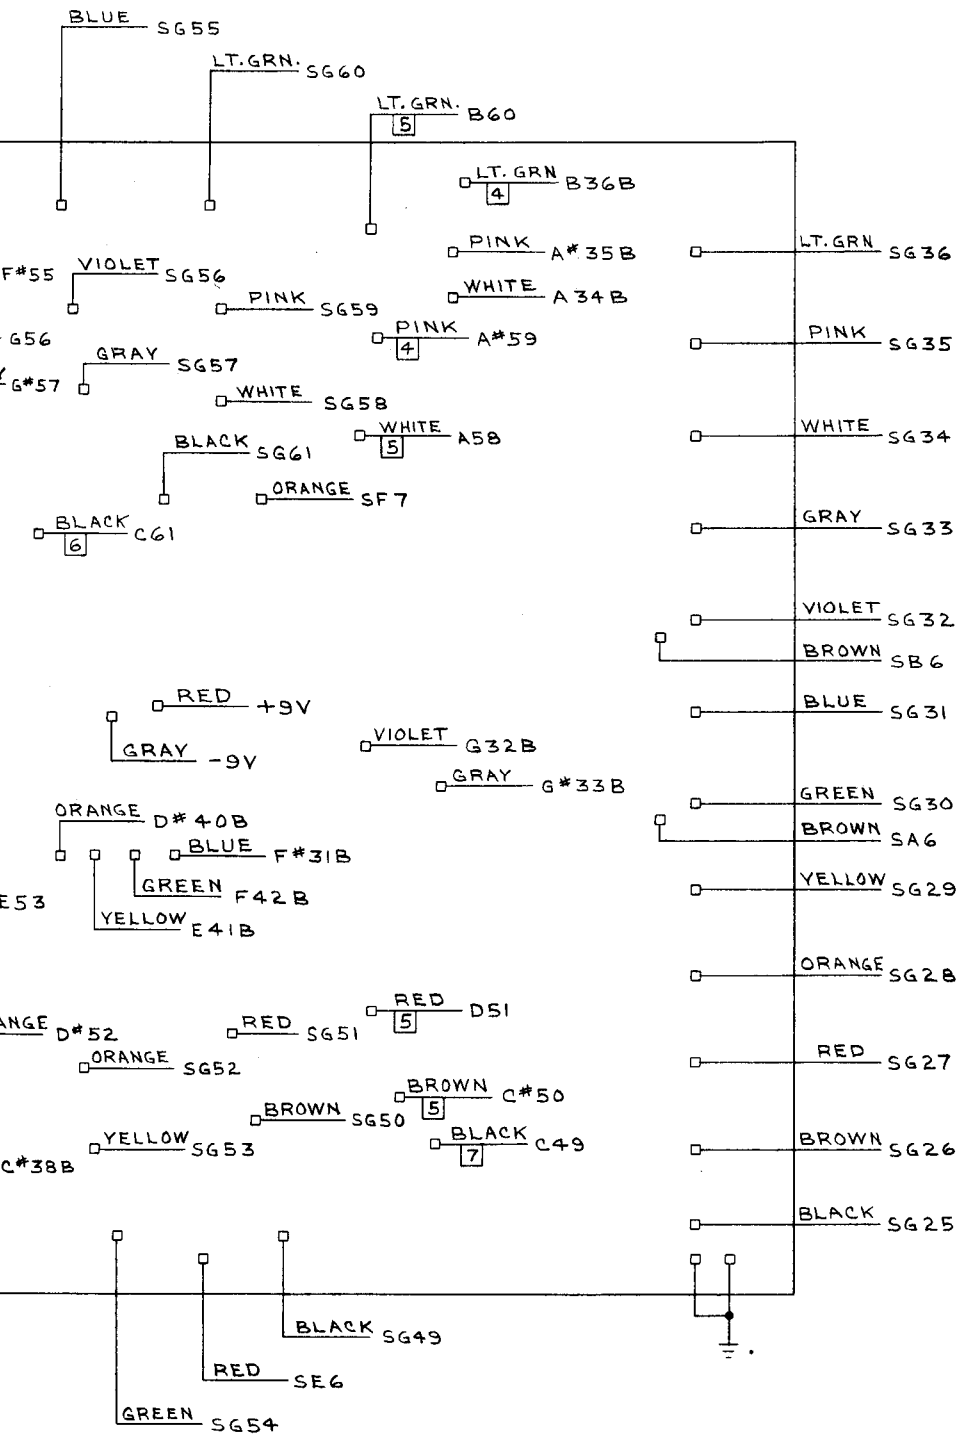 BLUE SG55
LT.GRN. SG60
LT.GRN. B60
5
LT.GRN B36B
4
PINK A#35B
LT.GRN SG36
F#55
VIOLET SG56
WHITE A34B
PINK SG59
G56
PINK A#59
4
PINK SG35
GRAY SG57
G#57
WHITE SG58
WHITE A58
5
WHITE SG34
BLACK SG61
ORANGE SF7
BLACK C61
6
GRAY SG33
VIOLET SG32
BROWN SB6
RED +9V
BLUE SG31
GRAY -9V
VIOLET G32B
GRAY G#33B
GREEN SG30
ORANGE D#40B
BROWN SA6
BLUE F#31B
GREEN F42B
YELLOW SG29
E53
YELLOW E41B
ORANGE SG28
RED D51
5
ANGE D#52
RED SG51
ORANGE SG52
RED SG27
BROWN C#50
5
BROWN SG50
BLACK C49
7
YELLOW SG53
BROWN SG26
C#38B
BLACK SG25
BLACK SG49
RED SE6
GREEN SG54